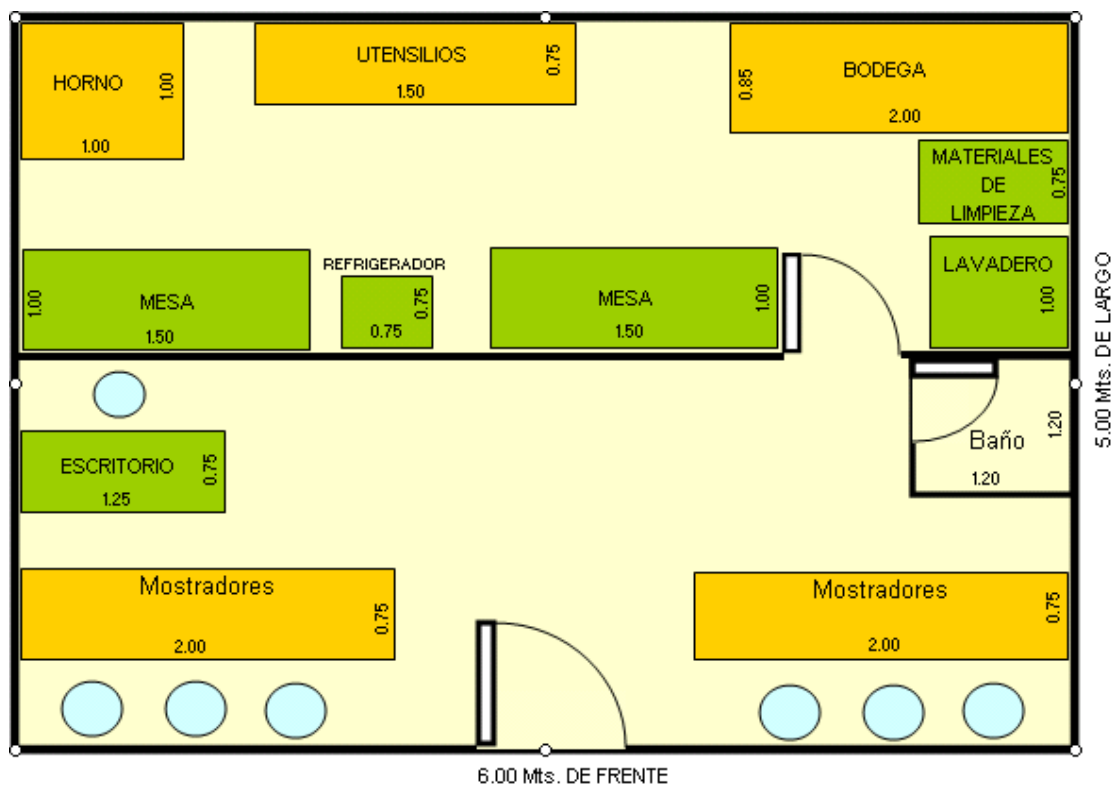 HORNO
1.00
1.00
UTENSILIOS
0.75
1.50
BODEGA
0.85
2.00
MATERIALES
DE
LIMPIEZA
0.75
MESA
1.00
1.50
REFRIGERADOR
0.75
0.75
MESA
1.00
1.50
LAVADERO
1.00
5.00 Mts. DE LARGO
ESCRITORIO
0.75
1.25
Baño
1.20
1.20
Mostradores
0.75
2.00
Mostradores
0.75
2.00
6.00 Mts. DE FRENTE